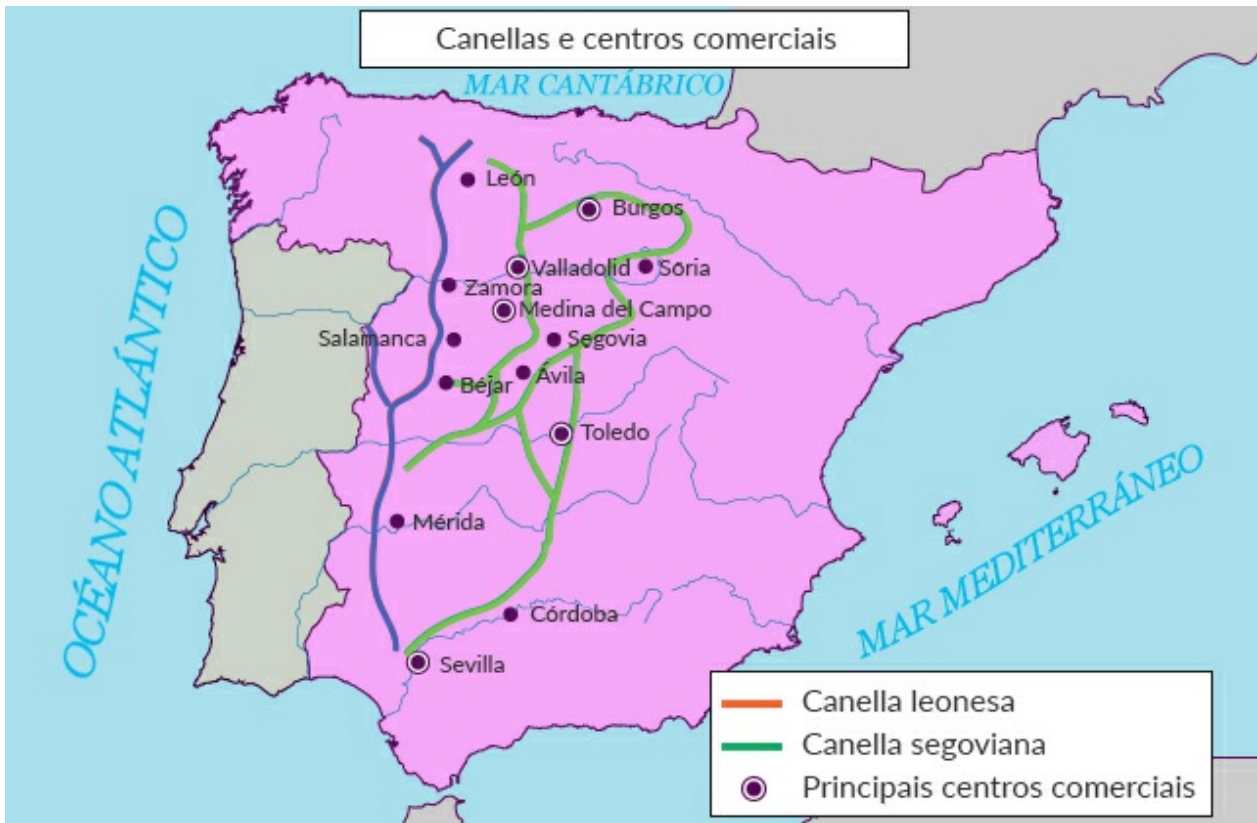 Canellas e centros comerciais
MAR CANTÁBRICO
León
Burgos
Valladolid
Soria
Zamora
Medina del Campo
Salamanca
Segovia
Ávila
Béjar
Toledo
Mérida
Córdoba
Sevilla
OCÉANO ATLÁNTICO
MAR MEDITERRÁNEO
Canella leonesa
Canella segoviana
Principais centros comerciais